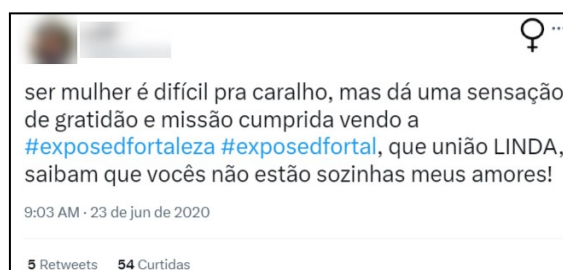 ser mulher é difícil pra caralho, mas dá uma sensação
de gratidão e missão cumprida vendo a
#exposedfortaleza #exposedfortal, que união LINDA,
saibam que vocês não estão sozinhas meus amores!
9:03 AM · 23 de jun de 2020
5 Retweets 54 Curtidas